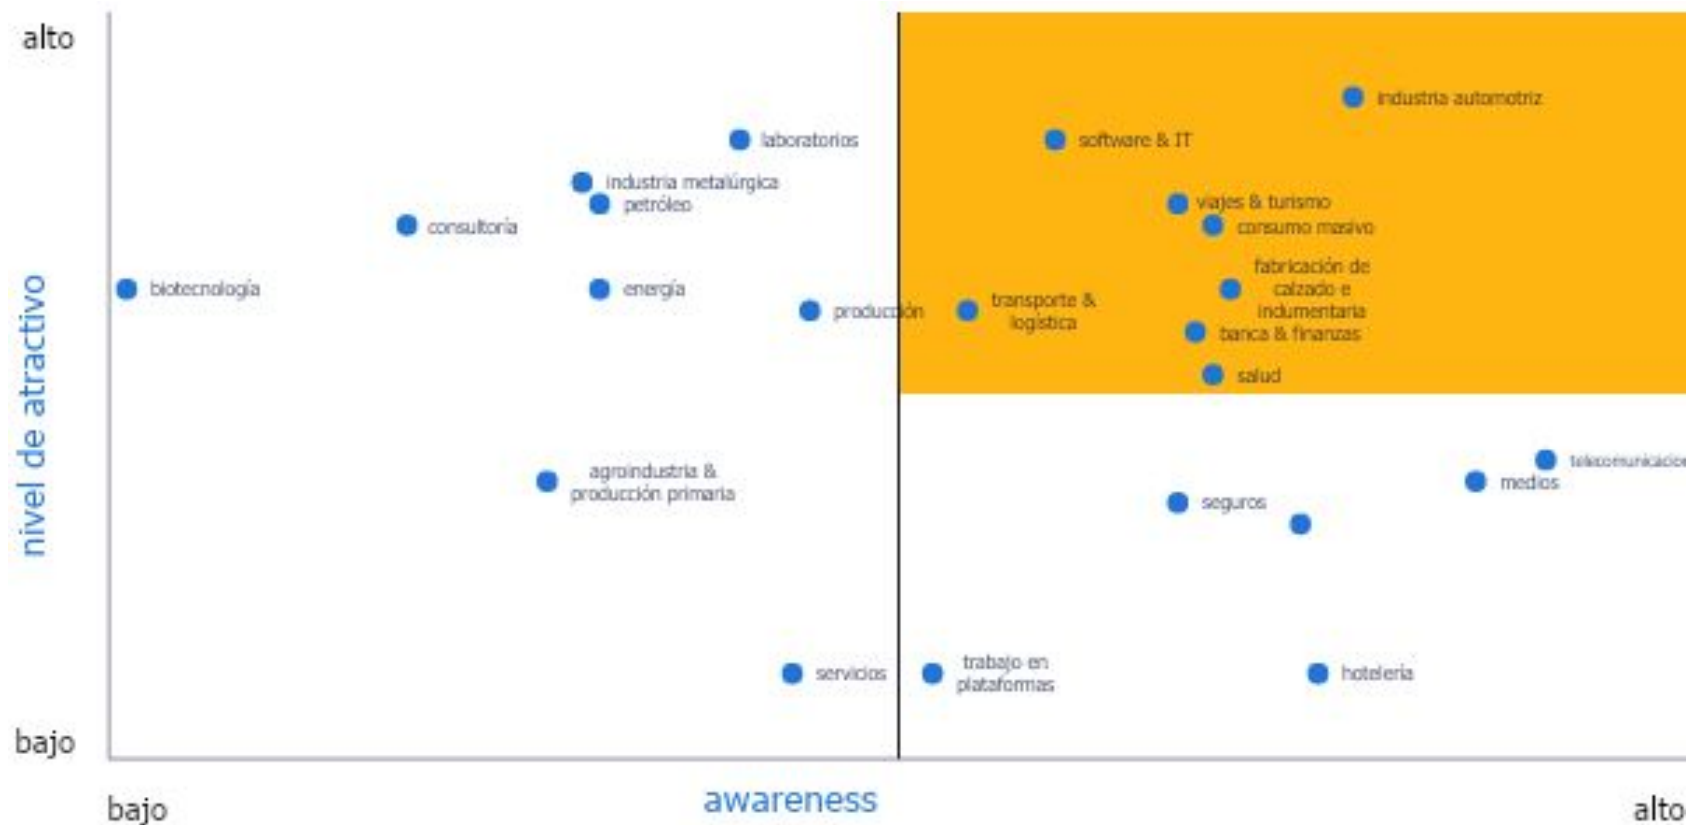 alto
industria automotriz
laboratorios
software & IT
industria metalúrgica
petróleo
viajes & turismo
consultoría
consumo masivo
biotecnología
energía
fabricación de
calzado e
indumentaria
producción
transporte &
logística
banca & finanzas
salud
nivel de atractivo
agroindustria &
producción primaria
telecomunicacion
medios
seguros
servicios
trabajo en
plataformas
hotelería
bajo
bajo
awareness
alto